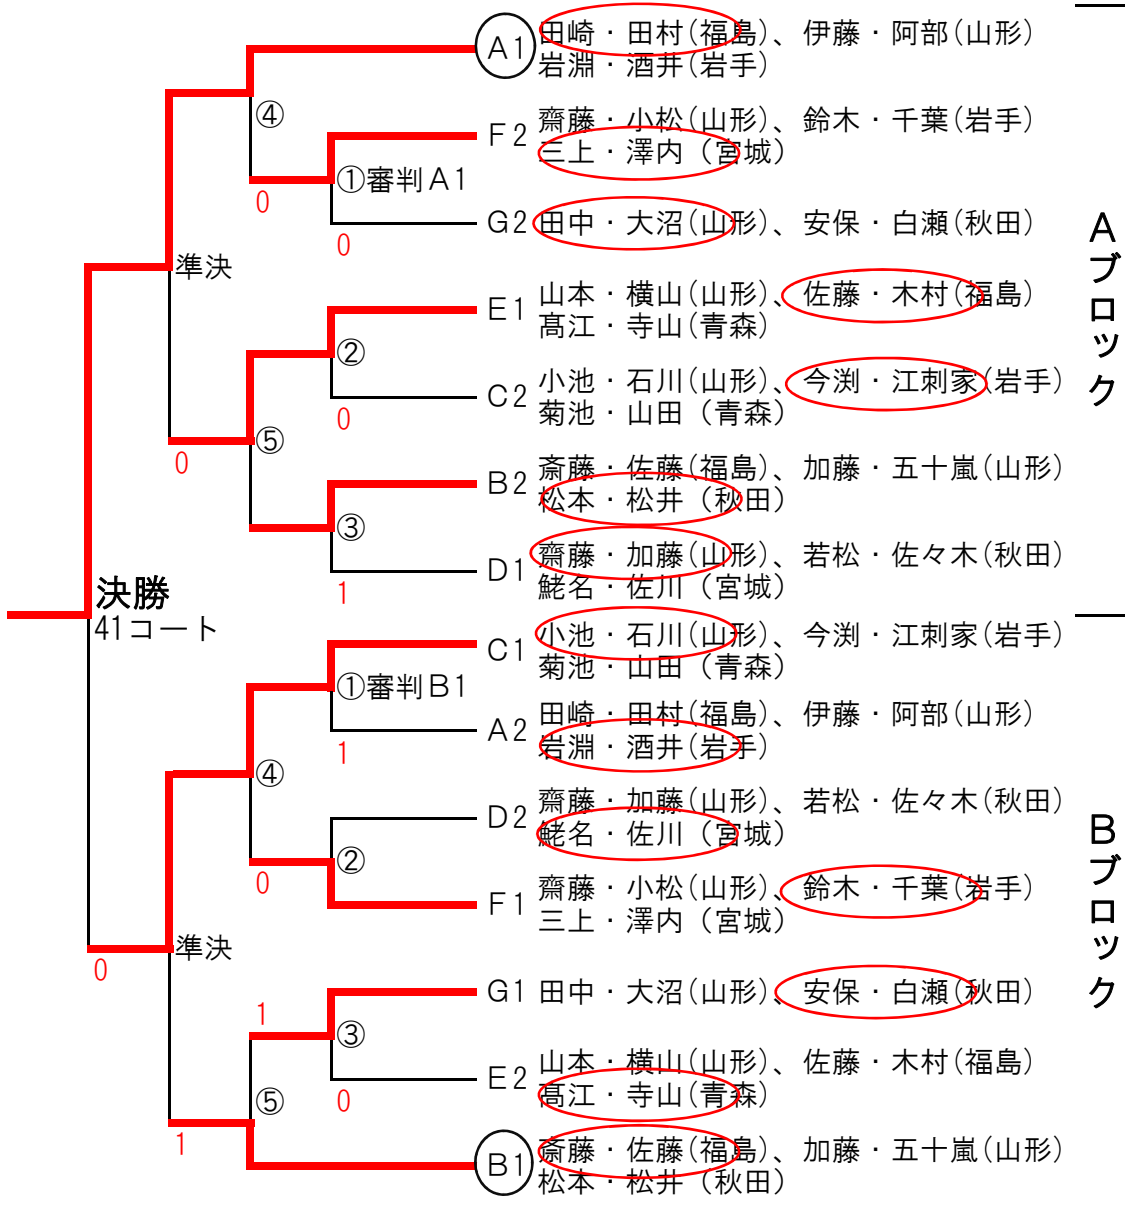 A1 田崎・田村(福島)、伊藤・阿部(山形)
岩淵・酒井(岩手)
④
F2 齋藤・小松(山形)、鈴木・千葉(岩手)
三上・澤内 (宮城)
①審判A1
0
G2 田中・大沼(山形)、安保・白瀬(秋田)
0
準決
E1 山本・横山(山形)、佐藤・木村(福島)
髙江・寺山(青森)
②
C2 小池・石川(山形)、今渕・江刺家(岩手)
菊池・山田 (青森)
0
⑤
0
B2 斎藤・佐藤(福島)、加藤・五十嵐(山形)
松本・松井 (秋田)
③
D1 齋藤・加藤(山形)、若松・佐々木(秋田)
鮱名・佐川 (宮城)
1
Aブロック
決勝
41コート
C1 小池・石川(山形)、今渕・江刺家(岩手)
菊池・山田 (青森)
①審判B1
A2 田崎・田村(福島)、伊藤・阿部(山形)
岩淵・酒井(岩手)
1
④
D2 齋藤・加藤(山形)、若松・佐々木(秋田)
鮱名・佐川 (宮城)
②
0
F1 齋藤・小松(山形)、鈴木・千葉(岩手)
三上・澤内 (宮城)
準決
0
G1 田中・大沼(山形)、安保・白瀬(秋田)
1
③
E2 山本・横山(山形)、佐藤・木村(福島)
髙江・寺山(青森)
0
⑤
1
B1 斎藤・佐藤(福島)、加藤・五十嵐(山形)
松本・松井 (秋田)
Bブロック